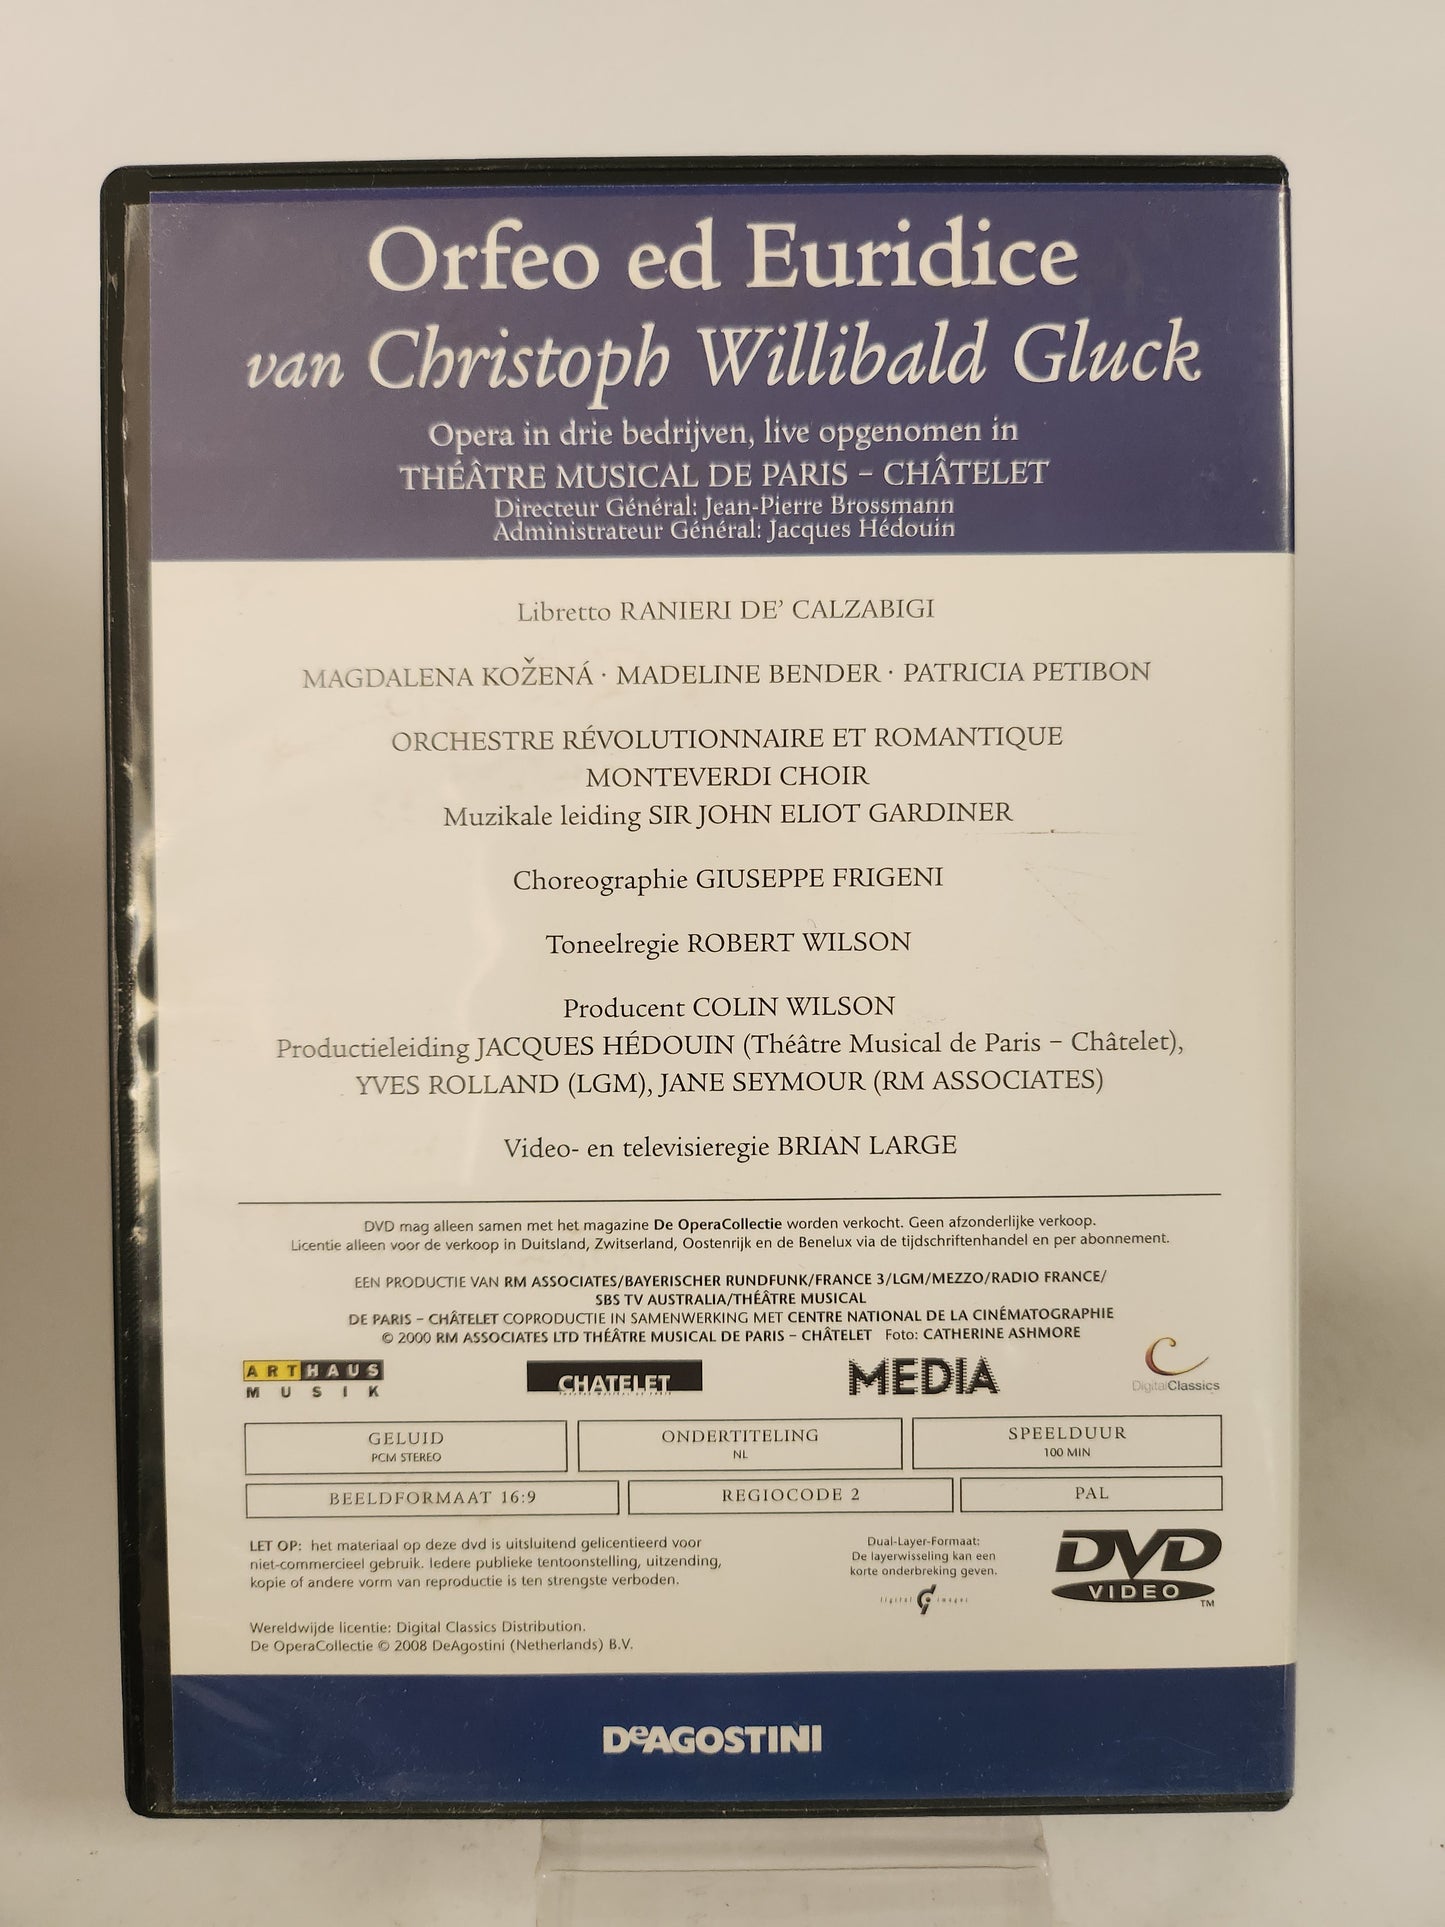 Orfeo ed Euridice
van Christoph Willibald Gluck
Opera in drie bedrijven, live opgenomen in
THÉÂTRE MUSICAL DE PARIS – CHÂTELET
Directeur Général: Jean-Pierre Brossmann
Administrateur Général: Jacques Hédouin
Libretto RANIERI DE’ CALZABIGI
MAGDALENA KOŽENÁ · MADELINE BENDER · PATRICIA PETIBON
ORCHESTRE RÉVOLUTIONNAIRE ET ROMANTIQUE
MONTEVERDI CHOIR
Muzikale leiding SIR JOHN ELIOT GARDINER
Choreographie GIUSEPPE FRIGENI
Toneelregie ROBERT WILSON
Producent COLIN WILSON
Productieleiding JACQUES HÉDOUIN (Théâtre Musical de Paris – Châtelet),
YVES ROLLAND (LGM), JANE SEYMOUR (RM ASSOCIATES)
Video- en televisieregie BRIAN LARGE
DVD mag alleen samen met het magazine De OperaCollectie worden verkocht. Geen afzonderlijke verkoop.
Licentie alleen voor de verkoop in Duitsland, Zwitserland, Oostenrijk en de Benelux via de tijdschriftenhandel en per abonnement.
EEN PRODUCTIE VAN RM ASSOCIATES/BAYERISCHER RUNDFUNK/FRANCE 3/LGM/MEZZO/RADIO FRANCE/
SBS TV AUSTRALIA/THÉÂTRE MUSICAL
DE PARIS – CHÂTELET COPRODUCTIE IN SAMENWERKING MET CENTRE NATIONAL DE LA CINÉMATOGRAPHIE
© 2000 RM ASSOCIATES LTD THÉÂTRE MUSICAL DE PARIS – CHÂTELET Foto: CATHERINE ASHMORE
ARTHAUS
MUSIK
CHATELET
MEDIA
DigitalClassics
GELUID
PCM STEREO
ONDERTITELING
NL
SPEELDUUR
100 MIN
BEELDFORMAAT 16:9
REGIOCODE 2
PAL
LET OP: het materiaal op deze dvd is uitsluitend gelicentieerd voor
niet-commercieel gebruik. Iedere publieke tentoonstelling, uitzending,
kopie of andere vorm van reproductie is ten strengste verboden.
Dual-Layer-Formaat:
De layerwisseling kan een
korte onderbreking geven.
digital images
DVD
VIDEO
TM
Wereldwijde licentie: Digital Classics Distribution.
De OperaCollectie © 2008 DeAgostini (Netherlands) B.V.
DeAGOSTINI